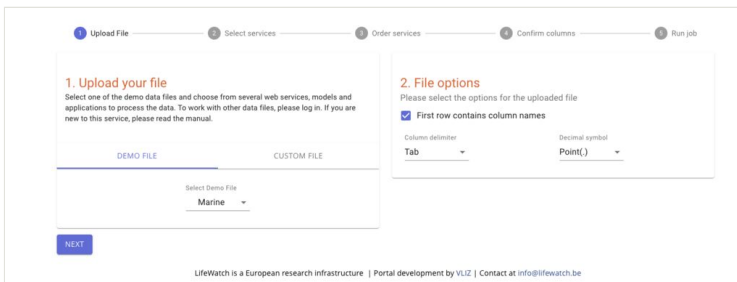 1 Upload File 2 Select services 3 Order services 4 Confirm columns 5 Run job
1. Upload your file
Select one of the demo data files and choose from several web services, models and
applications to process the data. To work with other data files, please log in. If you are
new to this service, please read the manual.
DEMO FILE CUSTOM FILE
Select Demo File
Marine
NEXT
2. File options
Please select the options for the uploaded file
First row contains column names
Column delimiter Decimal symbol
Tab Point(.)
LifeWatch is a European research infrastructure | Portal development by VLIZ | Contact at info@lifewatch.be